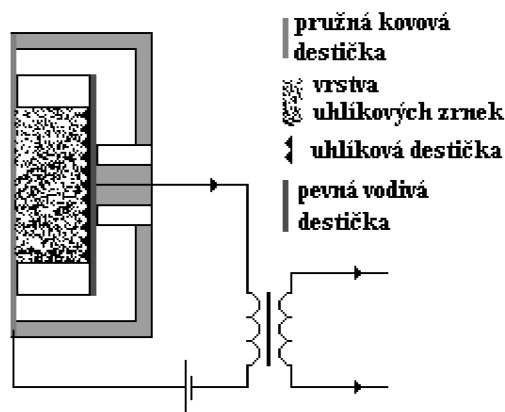 pružná kovová
destička
vrstva
uhlíkových zrnek
uhlíková destička
pevná vodivá
destička